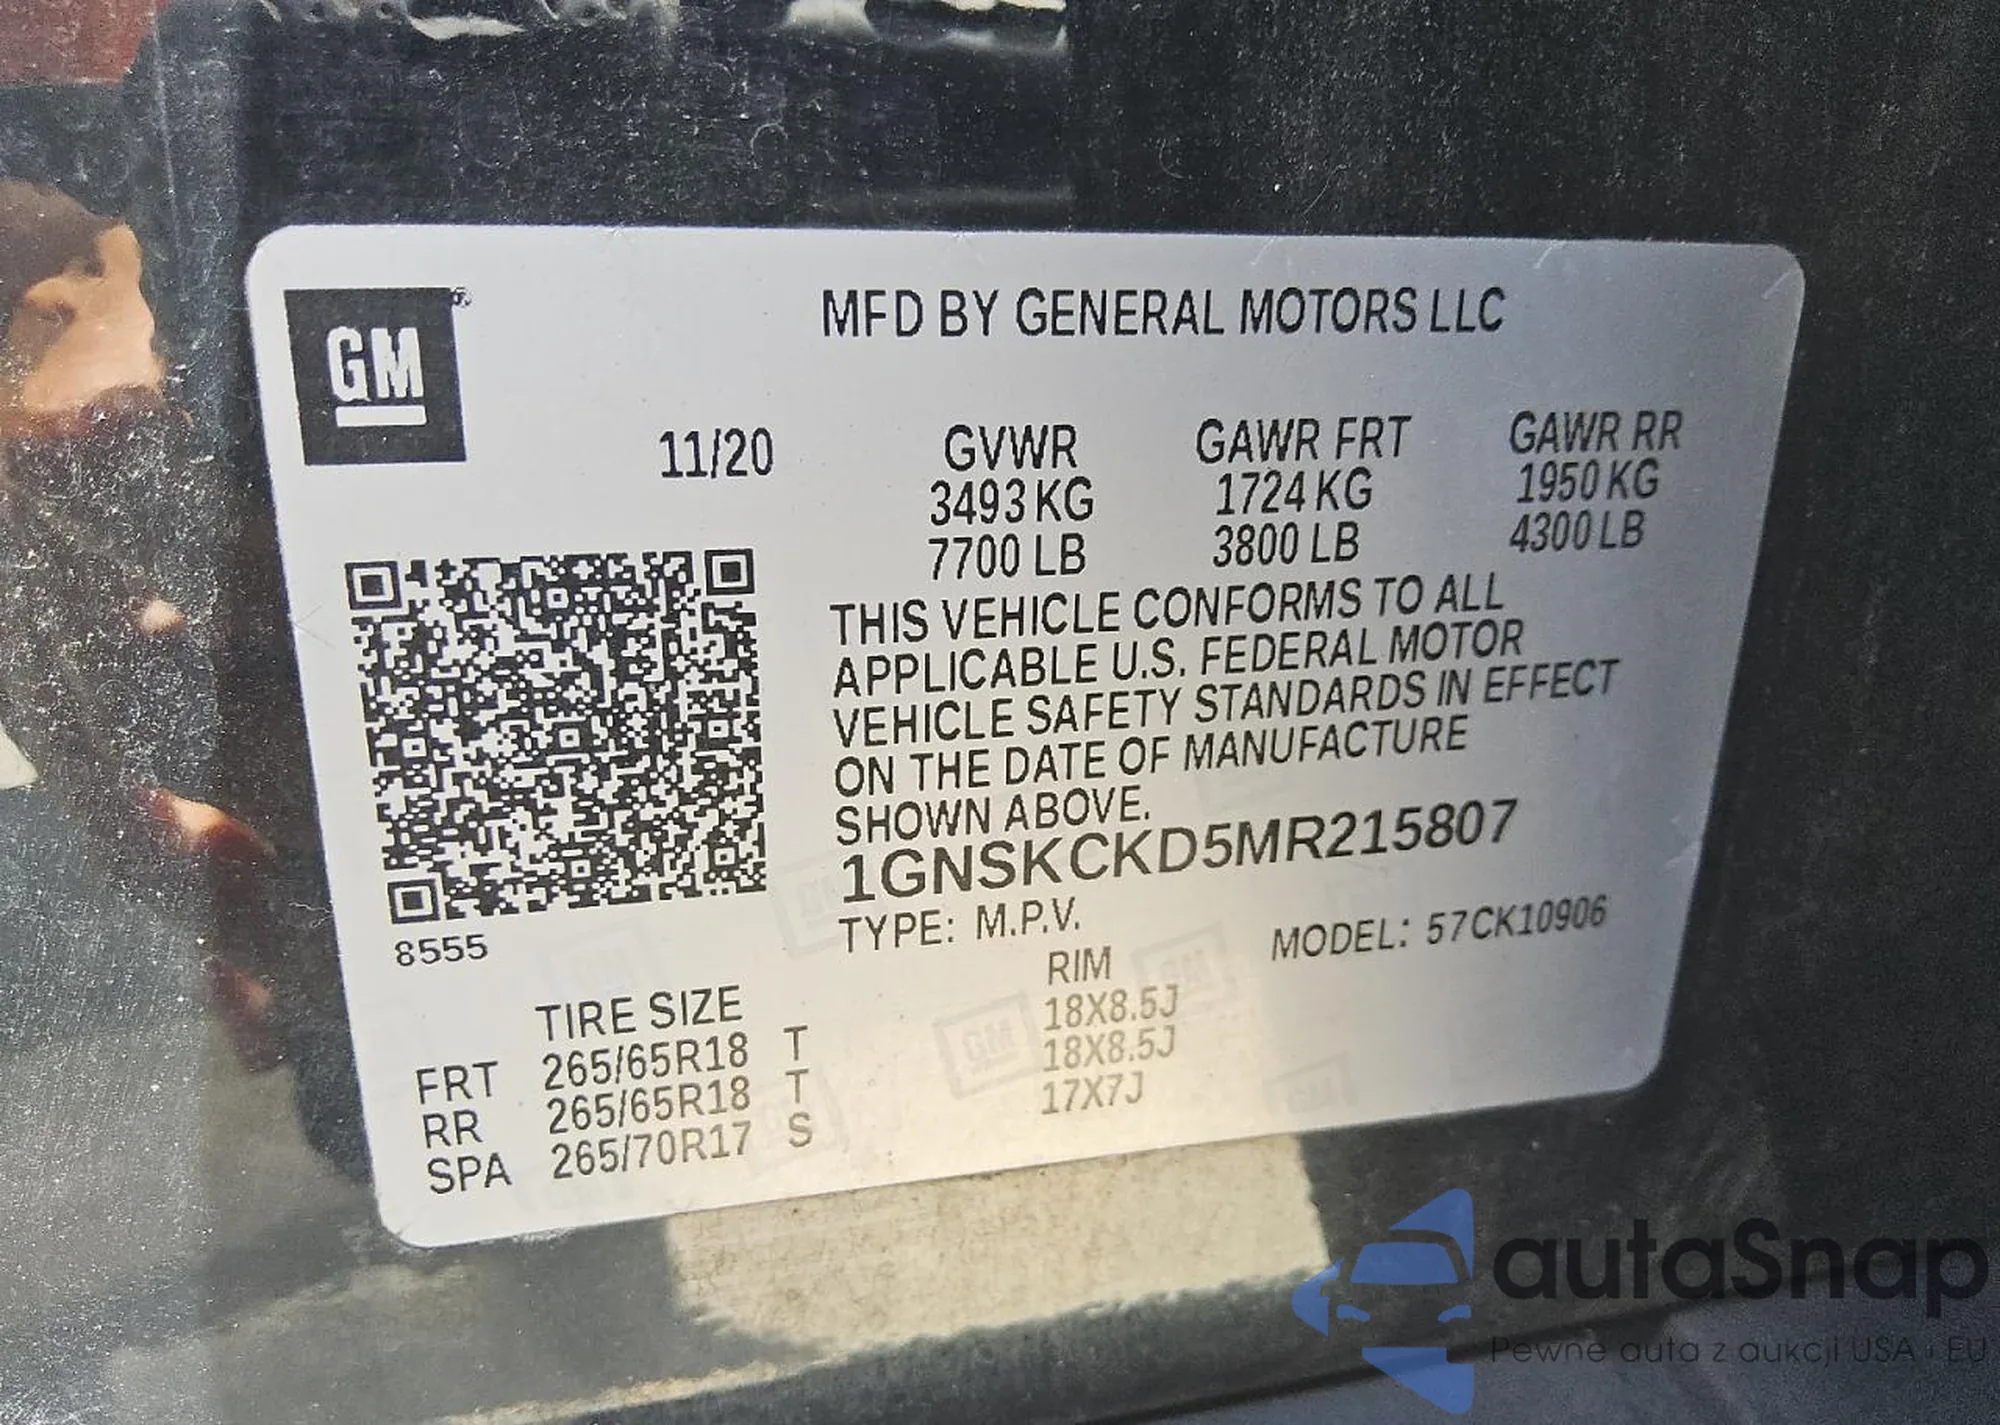 GM®
MFD BY GENERAL MOTORS LLC
11/20 GVWR GAWR FRT GAWR RR
3493 KG 1724 KG 1950 KG
7700 LB 3800 LB 4300 LB
THIS VEHICLE CONFORMS TO ALL
APPLICABLE U.S. FEDERAL MOTOR
VEHICLE SAFETY STANDARDS IN EFFECT
ON THE DATE OF MANUFACTURE
SHOWN ABOVE.
1GNSKCKD5MR215807
TYPE: M.P.V. MODEL: 57CK10906
8555
TIRE SIZE RIM
FRT 265/65R18 T 18X8.5J
RR 265/65R18 T 18X8.5J
SPA 265/70R17 S 17X7J
autaSnap
Pewne auta z aukcji USA i EU